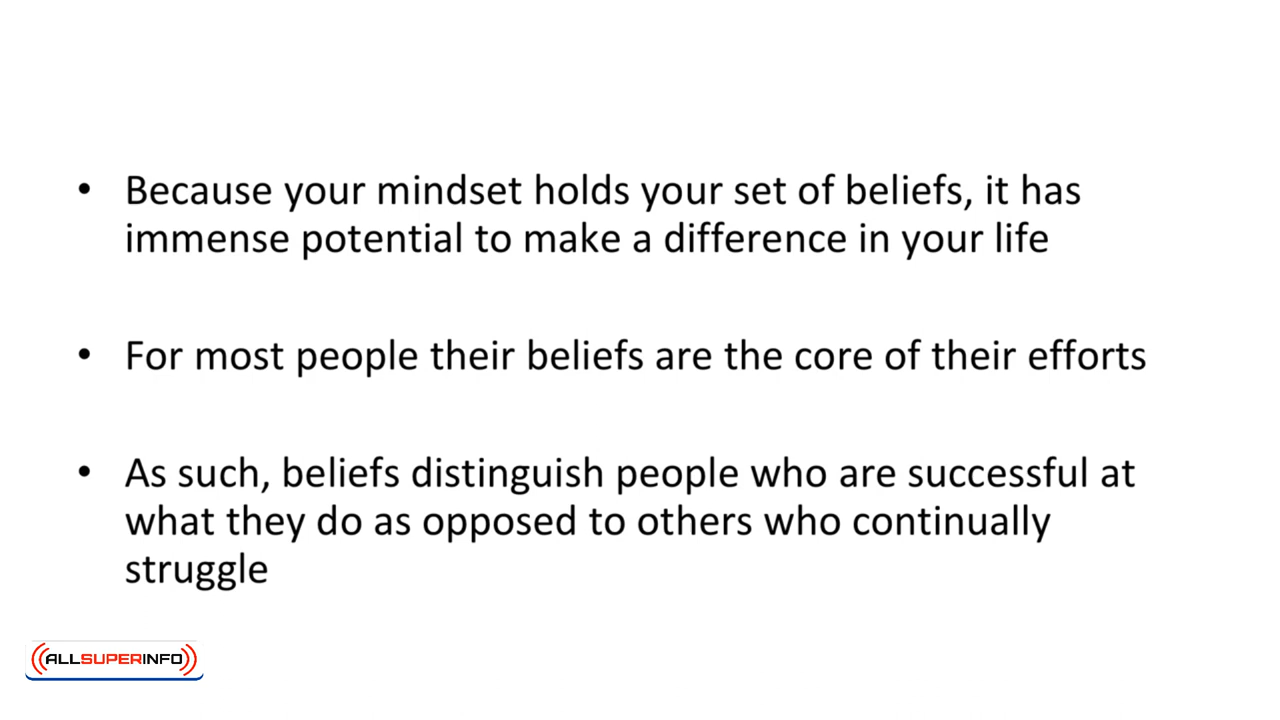 • Because your mindset holds your set of beliefs, it has
immense potential to make a difference in your life
• For most people their beliefs are the core of their efforts
• As such, beliefs distinguish people who are successful at
what they do as opposed to others who continually
struggle
ALLSUPERINFO